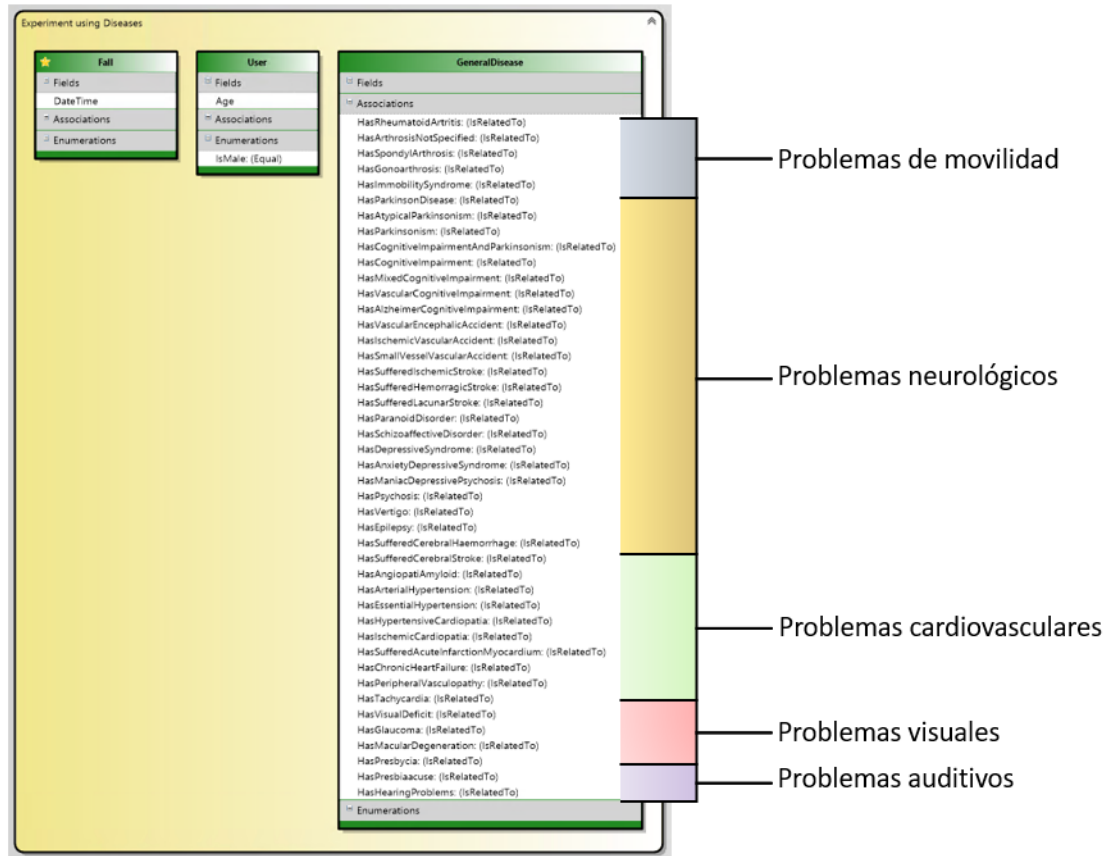 Experiment using Diseases
Fall
Fields
DateTime
Associations
Enumerations
User
Fields
Age
Associations
Enumerations
IsMale: (Equal)
GeneralDisease
Fields
Associations
HasRheumatoidArtritis: (IsRelatedTo)
HasArthrosisNotSpecified: (IsRelatedTo)
HasSpondylArthrosis: (IsRelatedTo)
HasGonoarthrosis: (IsRelatedTo)
HasImmobilitySyndrome: (IsRelatedTo)
HasParkinsonDisease: (IsRelatedTo)
HasAtypicalParkinsonism: (IsRelatedTo)
HasParkinsonism: (IsRelatedTo)
HasCognitiveImpairmentAndParkinsonism: (IsRelatedTo)
HasCognitiveImpairment: (IsRelatedTo)
HasMixedCognitiveImpairment: (IsRelatedTo)
HasVascularCognitiveImpairment: (IsRelatedTo)
HasAlzheimerCognitiveImpairment: (IsRelatedTo)
HasVascularEncephalicAccident: (IsRelatedTo)
HasIschemicVascularAccident: (IsRelatedTo)
HasSmallVesselVascularAccident: (IsRelatedTo)
HasSufferedIschemicStroke: (IsRelatedTo)
HasSufferedHemorragicStroke: (IsRelatedTo)
HasSufferedLacunarStroke: (IsRelatedTo)
HasParanoidDisorder: (IsRelatedTo)
HasSchizoaffectiveDisorder: (IsRelatedTo)
HasDepressiveSyndrome: (IsRelatedTo)
HasAnxietyDepressiveSyndrome: (IsRelatedTo)
HasManiacDepressivePsychosis: (IsRelatedTo)
HasPsychosis: (IsRelatedTo)
HasVertigo: (IsRelatedTo)
HasEpilepsy: (IsRelatedTo)
HasSufferedCerebralHaemorrhage: (IsRelatedTo)
HasSufferedCerebralStroke: (IsRelatedTo)
HasAngiopatiAmyloid: (IsRelatedTo)
HasArterialHypertension: (IsRelatedTo)
HasEssentialHypertension: (IsRelatedTo)
HasHypertensiveCardiopatia: (IsRelatedTo)
HasIschemicCardiopatia: (IsRelatedTo)
HasSufferedAcuteInfarctionMyocardium: (IsRelatedTo)
HasChronicHeartFailure: (IsRelatedTo)
HasPeripheralVasculopathy: (IsRelatedTo)
HasTachycardia: (IsRelatedTo)
HasVisualDeficit: (IsRelatedTo)
HasGlaucoma: (IsRelatedTo)
HasMacularDegeneration: (IsRelatedTo)
HasPresbycia: (IsRelatedTo)
HasPresbiaacuse: (IsRelatedTo)
HasHearingProblems: (IsRelatedTo)
Enumerations
Problemas de movilidad
Problemas neurológicos
Problemas cardiovasculares
Problemas visuales
Problemas auditivos